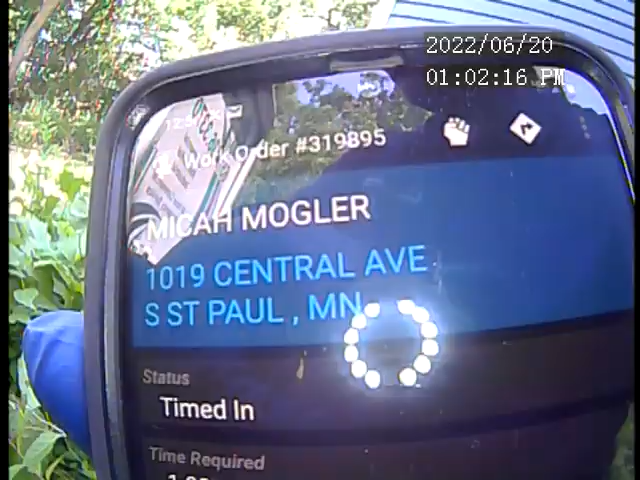 2022/06/20
01:02:16 PM
Work Order #319895
MICAH MOGLER
1019 CENTRAL AVE
S ST PAUL , MN
Status
Timed In
Time Required